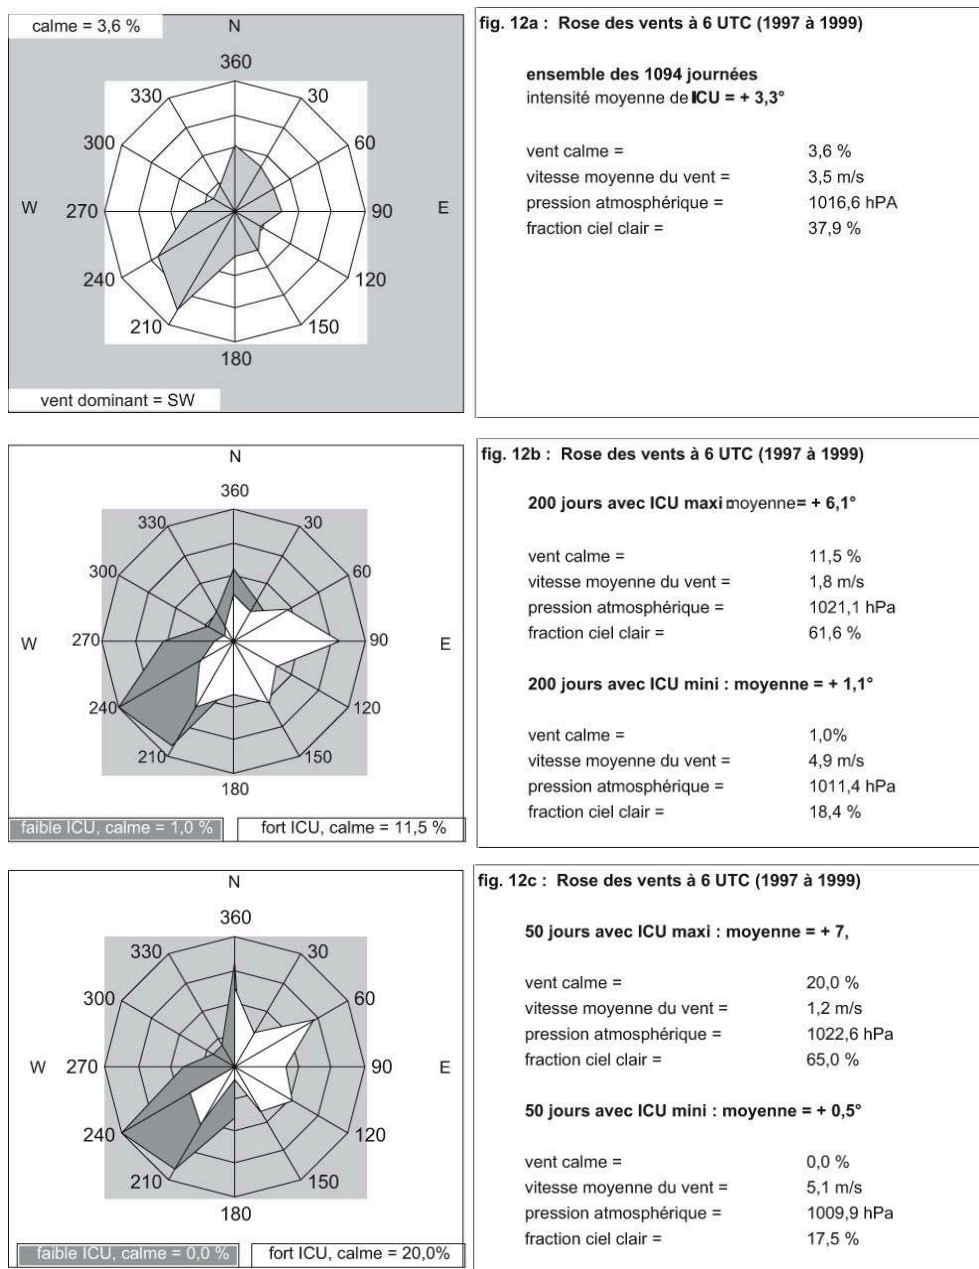 calme = 3,6 %
N
360
330
30
300
60
W
270
90
E
240
120
210
150
180
vent dominant = SW
fig. 12a : Rose des vents à 6 UTC (1997 à 1999)
ensemble des 1094 journées
intensité moyenne de ICU = + 3,3°
vent calme = 3,6 %
vitesse moyenne du vent = 3,5 m/s
pression atmosphérique = 1016,6 hPA
fraction ciel clair = 37,9 %
N
360
330
30
300
60
W
270
90
E
240
120
210
150
180
faible ICU, calme = 1,0 %
fort ICU, calme = 11,5 %
fig. 12b : Rose des vents à 6 UTC (1997 à 1999)
200 jours avec ICU maxi moyenne = + 6,1°
vent calme = 11,5 %
vitesse moyenne du vent = 1,8 m/s
pression atmosphérique = 1021,1 hPa
fraction ciel clair = 61,6 %
200 jours avec ICU mini : moyenne = + 1,1°
vent calme = 1,0%
vitesse moyenne du vent = 4,9 m/s
pression atmosphérique = 1011,4 hPa
fraction ciel clair = 18,4 %
N
360
330
30
300
60
W
270
90
E
240
120
210
150
180
faible ICU, calme = 0,0 %
fort ICU, calme = 20,0%
fig. 12c : Rose des vents à 6 UTC (1997 à 1999)
50 jours avec ICU maxi : moyenne = + 7,
vent calme = 20,0 %
vitesse moyenne du vent = 1,2 m/s
pression atmosphérique = 1022,6 hPa
fraction ciel clair = 65,0 %
50 jours avec ICU mini : moyenne = + 0,5°
vent calme = 0,0 %
vitesse moyenne du vent = 5,1 m/s
pression atmosphérique = 1009,9 hPa
fraction ciel clair = 17,5 %